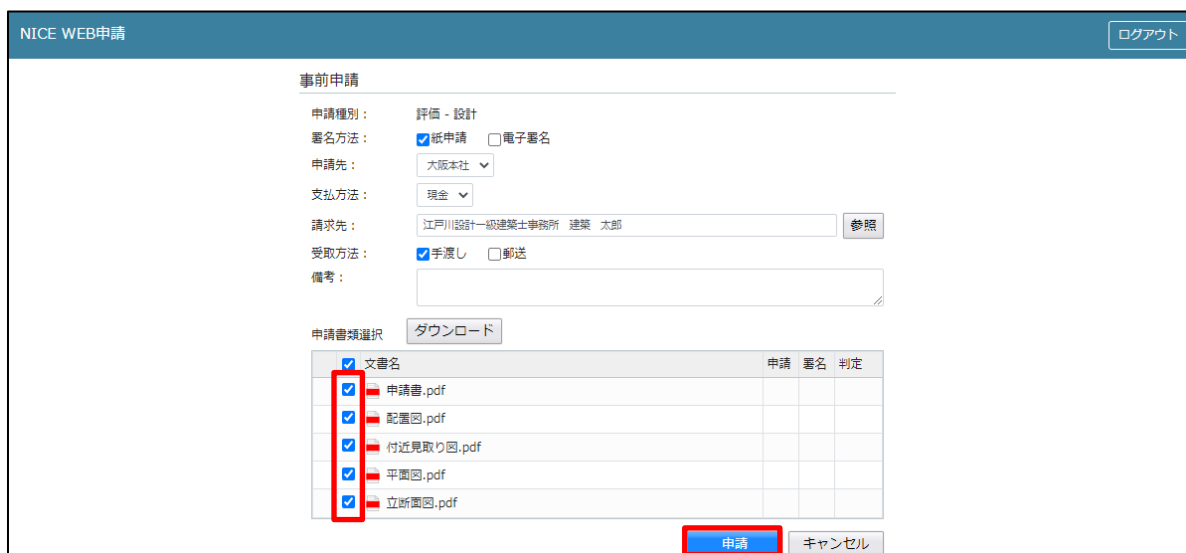 NICE WEB申請 ログアウト
事前申請
申請種別： 評価 - 設計
署名方法： 紙申請 電子署名
申請先： 大阪本社
支払方法： 現金
請求先： 江戸川設計一級建築士事務所 建築 太郎 参照
受取方法： 手渡し 郵送
備考：
申請書類選択 ダウンロード
文書名 申請 署名 判定
申請書.pdf
配置図.pdf
付近見取り図.pdf
平面図.pdf
立断面図.pdf
申請 キャンセル